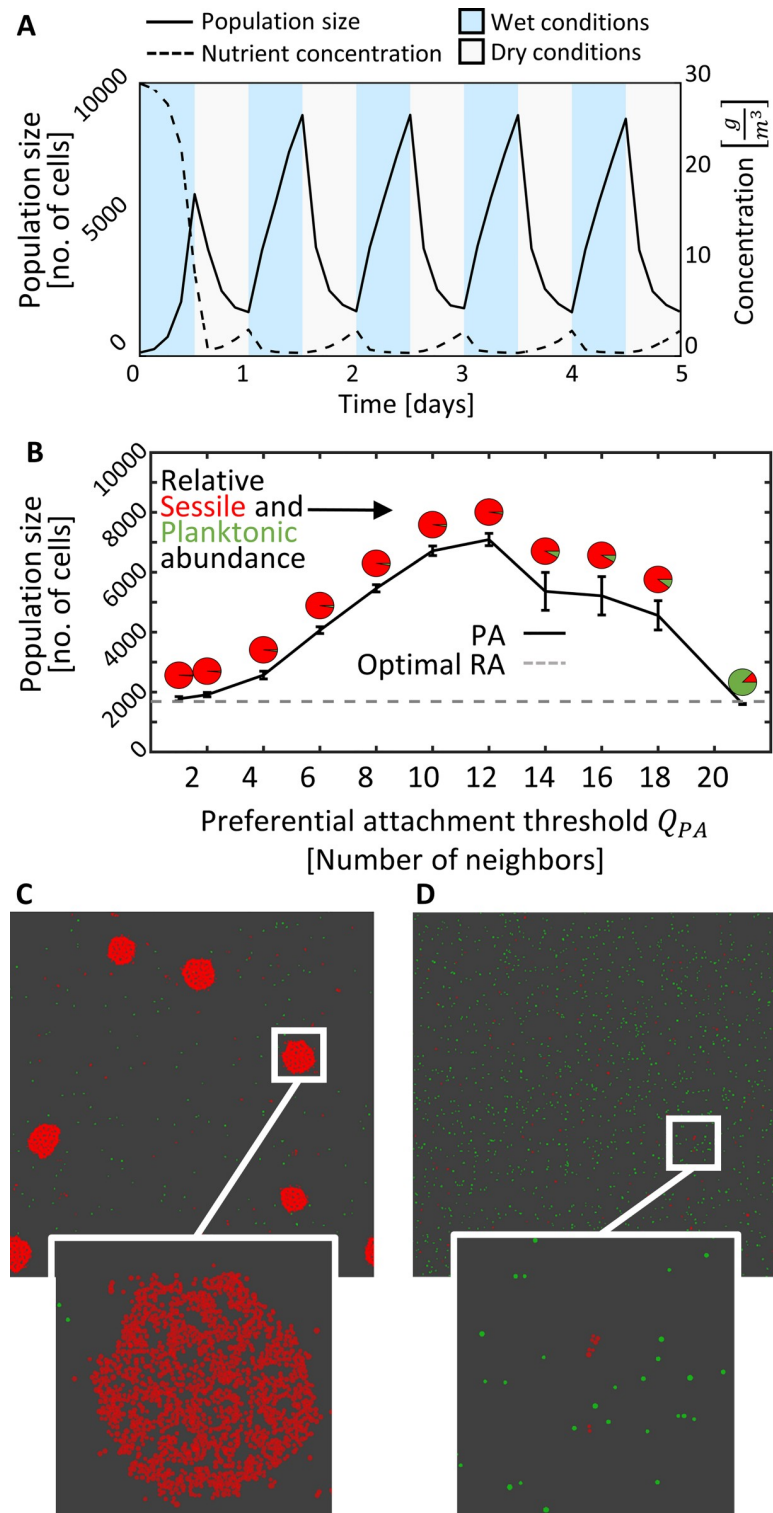 A
Population size
Nutrient concentration
Wet conditions
Dry conditions
10000
5000
0
Population size
[no. of cells]
30
20
10
0
Concentration [g/m³]
0 1 2 3 4 5
Time [days]
B
10000
8000
6000
4000
2000
0
Population size
[no. of cells]
Relative
Sessile and
Planktonic
abundance
PA
Optimal RA
2 4 6 8 10 12 14 16 18 20
Preferential attachment threshold Q_PA
[Number of neighbors]
C
D